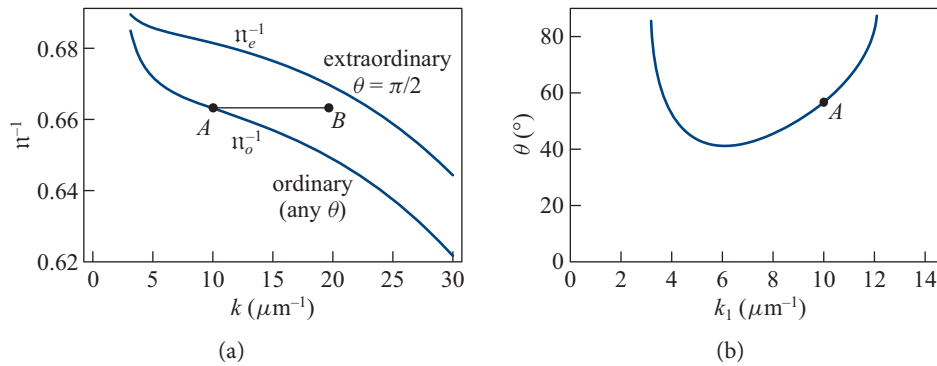 0.68
0.66
0.64
0.62
n⁻¹
0 5 10 15 20 25 30
k (μm⁻¹)
nₑ⁻¹
extraordinary
θ = π/2
A
B
nₒ⁻¹
ordinary
(any θ)
(a)
80
60
40
20
0
θ (°)
0 2 4 6 8 10 12 14
k₁ (μm⁻¹)
A
(b)